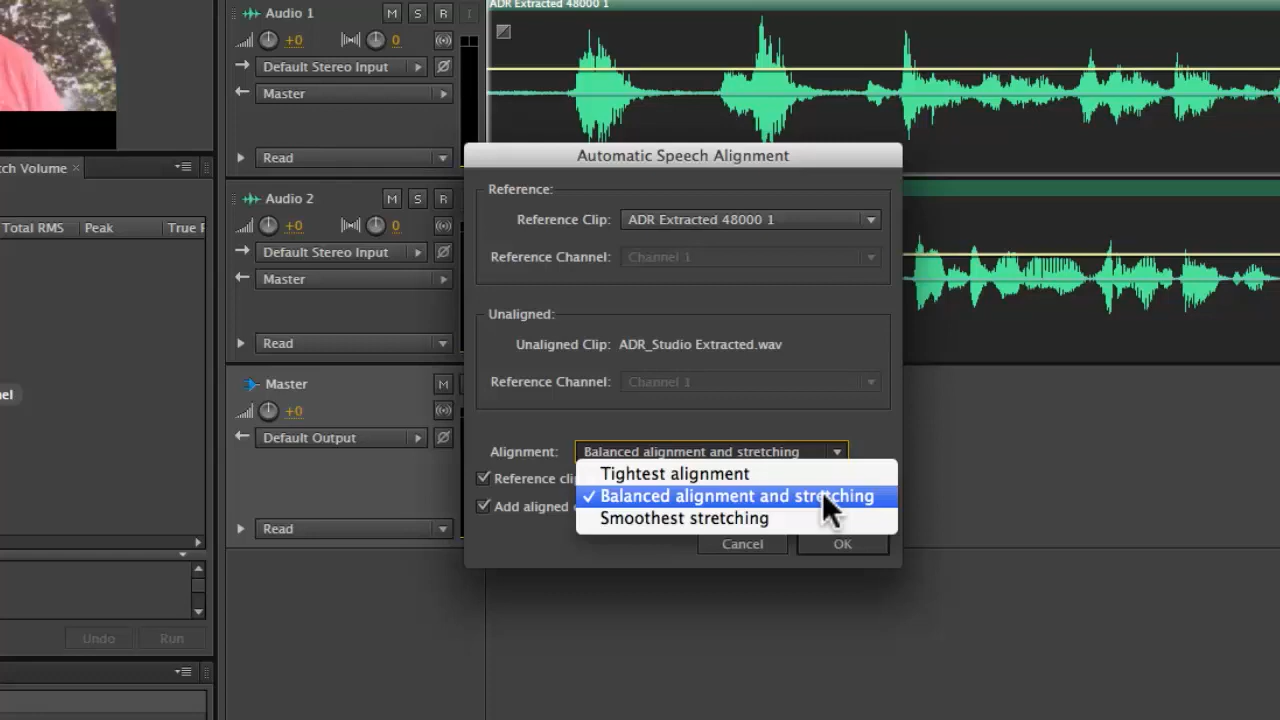 ADR Extracted 48000 1
Audio 1
M S R I
+0 0
Default Stereo Input
Master
Read
tch Volume ×
Total RMS Peak True F
Audio 2
M S R
+0 0
Default Stereo Input
Master
Read
Master
M
+0
Default Output
Read
nel
Undo Run
Automatic Speech Alignment
Reference:
Reference Clip: ADR Extracted 48000 1
Reference Channel: Channel 1
Unaligned:
Unaligned Clip: ADR_Studio Extracted.wav
Reference Channel: Channel 1
Alignment: Balanced alignment and stretching
Tightest alignment
✓ Balanced alignment and stretching
Smoothest stretching
Reference cli
Add aligned
Cancel OK